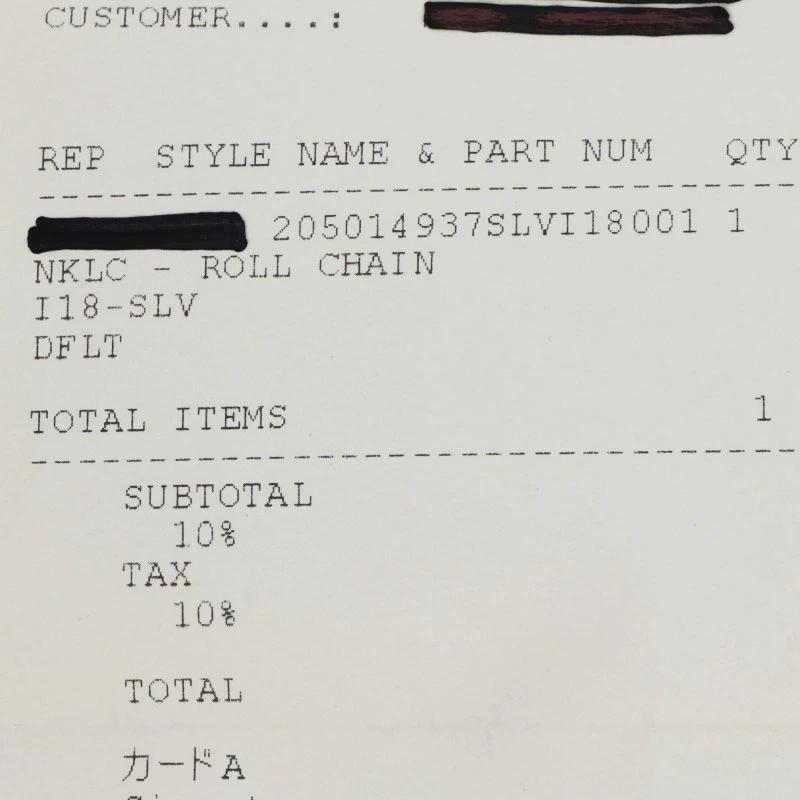 CUSTOMER....:
REP STYLE NAME & PART NUM QTY
205014937SLVI18001 1
NKLC - ROLL CHAIN
I18-SLV
DFLT
TOTAL ITEMS 1
SUBTOTAL
10%
TAX
10%
TOTAL
カードA